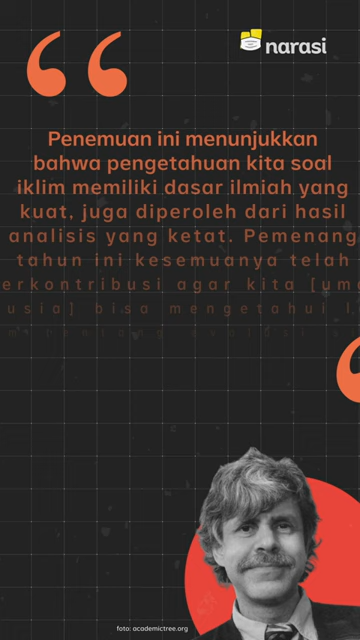 narasi
Penemuan ini menunjukkan
bahwa pengetahuan kita soal
iklim memiliki dasar ilmiah yang
kuat, juga diperoleh dari hasil
analisis yang ketat. Pemenang
tahun ini kesemuanya telah
erkontribusi agar kita [uma
usia] bisa mengetahui l
foto: academictree.org